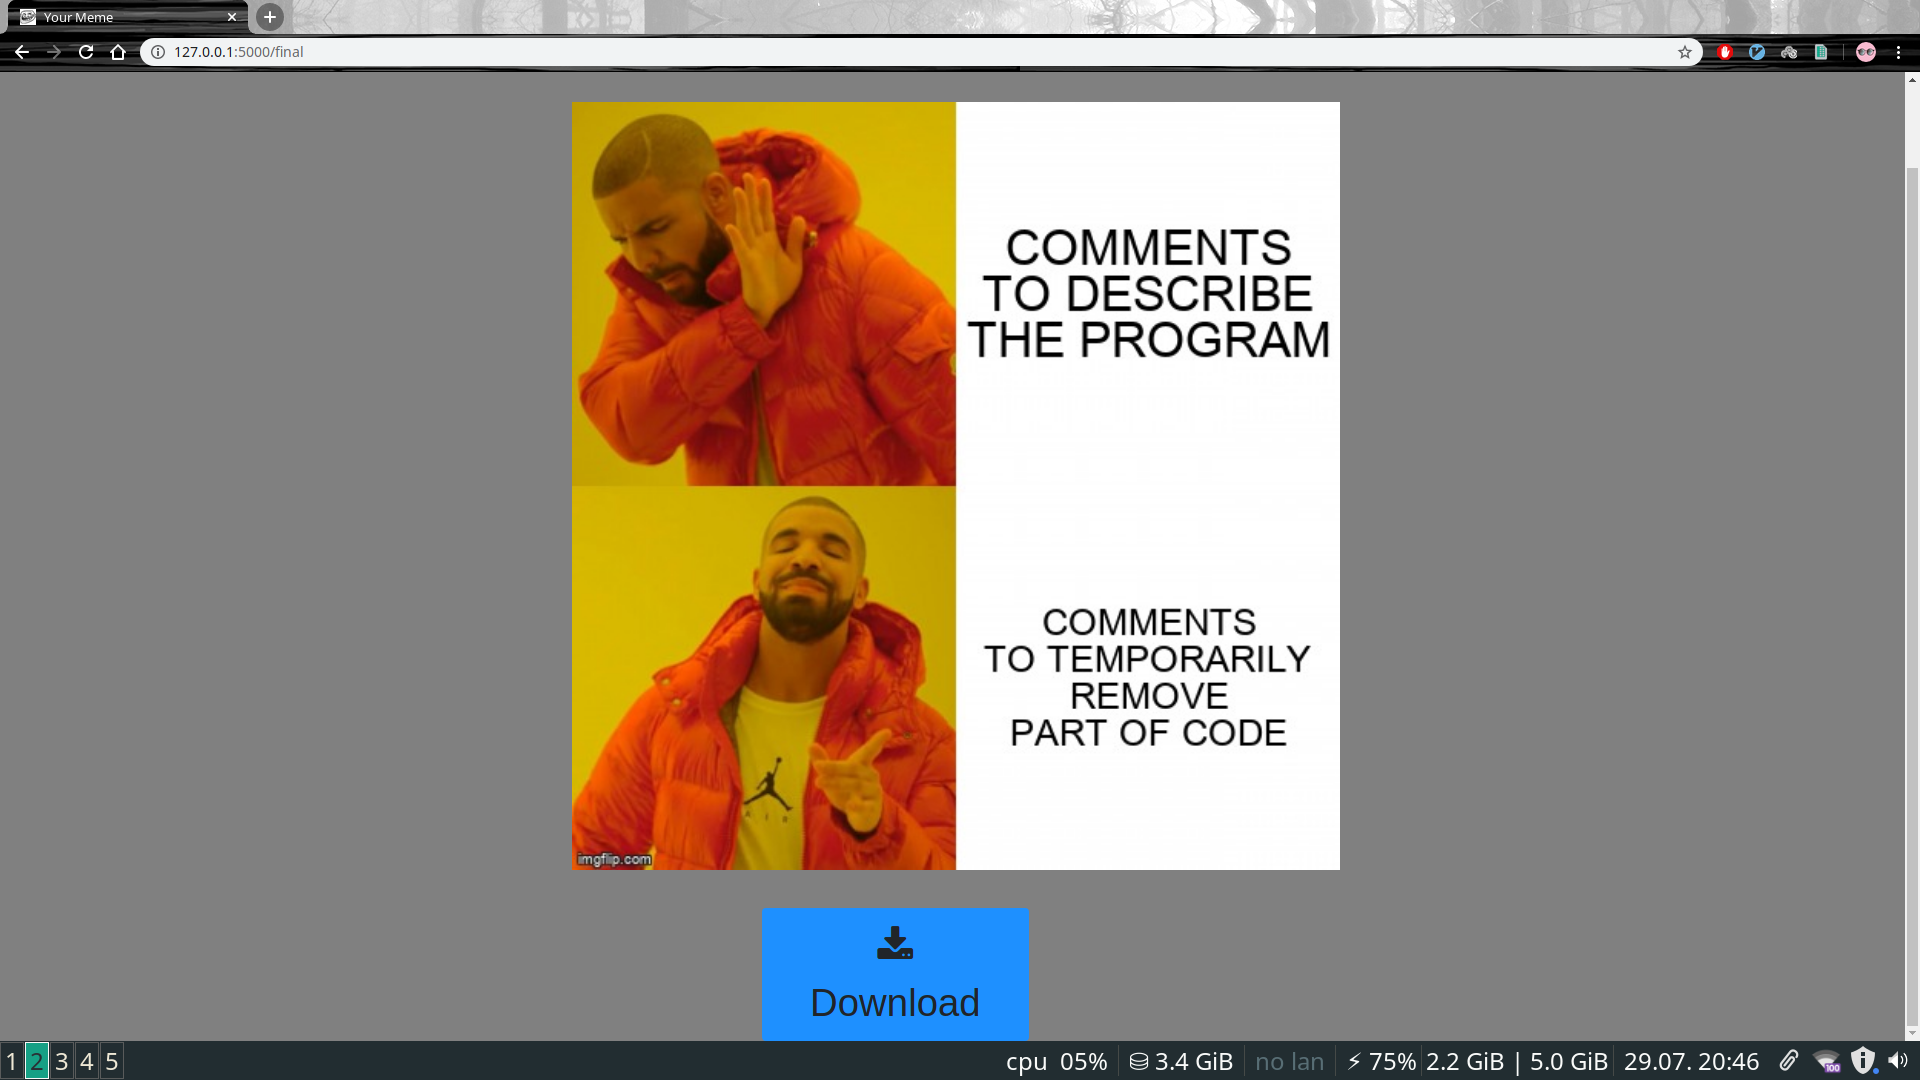 Your Meme
127.0.0.1:5000/final
COMMENTS
TO DESCRIBE
THE PROGRAM
COMMENTS
TO TEMPORARILY
REMOVE
PART OF CODE
AIR
imgflip.com
Download
1 2 3 4 5 cpu 05% 3.4 GiB no lan ⚡ 75% 2.2 GiB | 5.0 GiB 29.07. 20:46 100